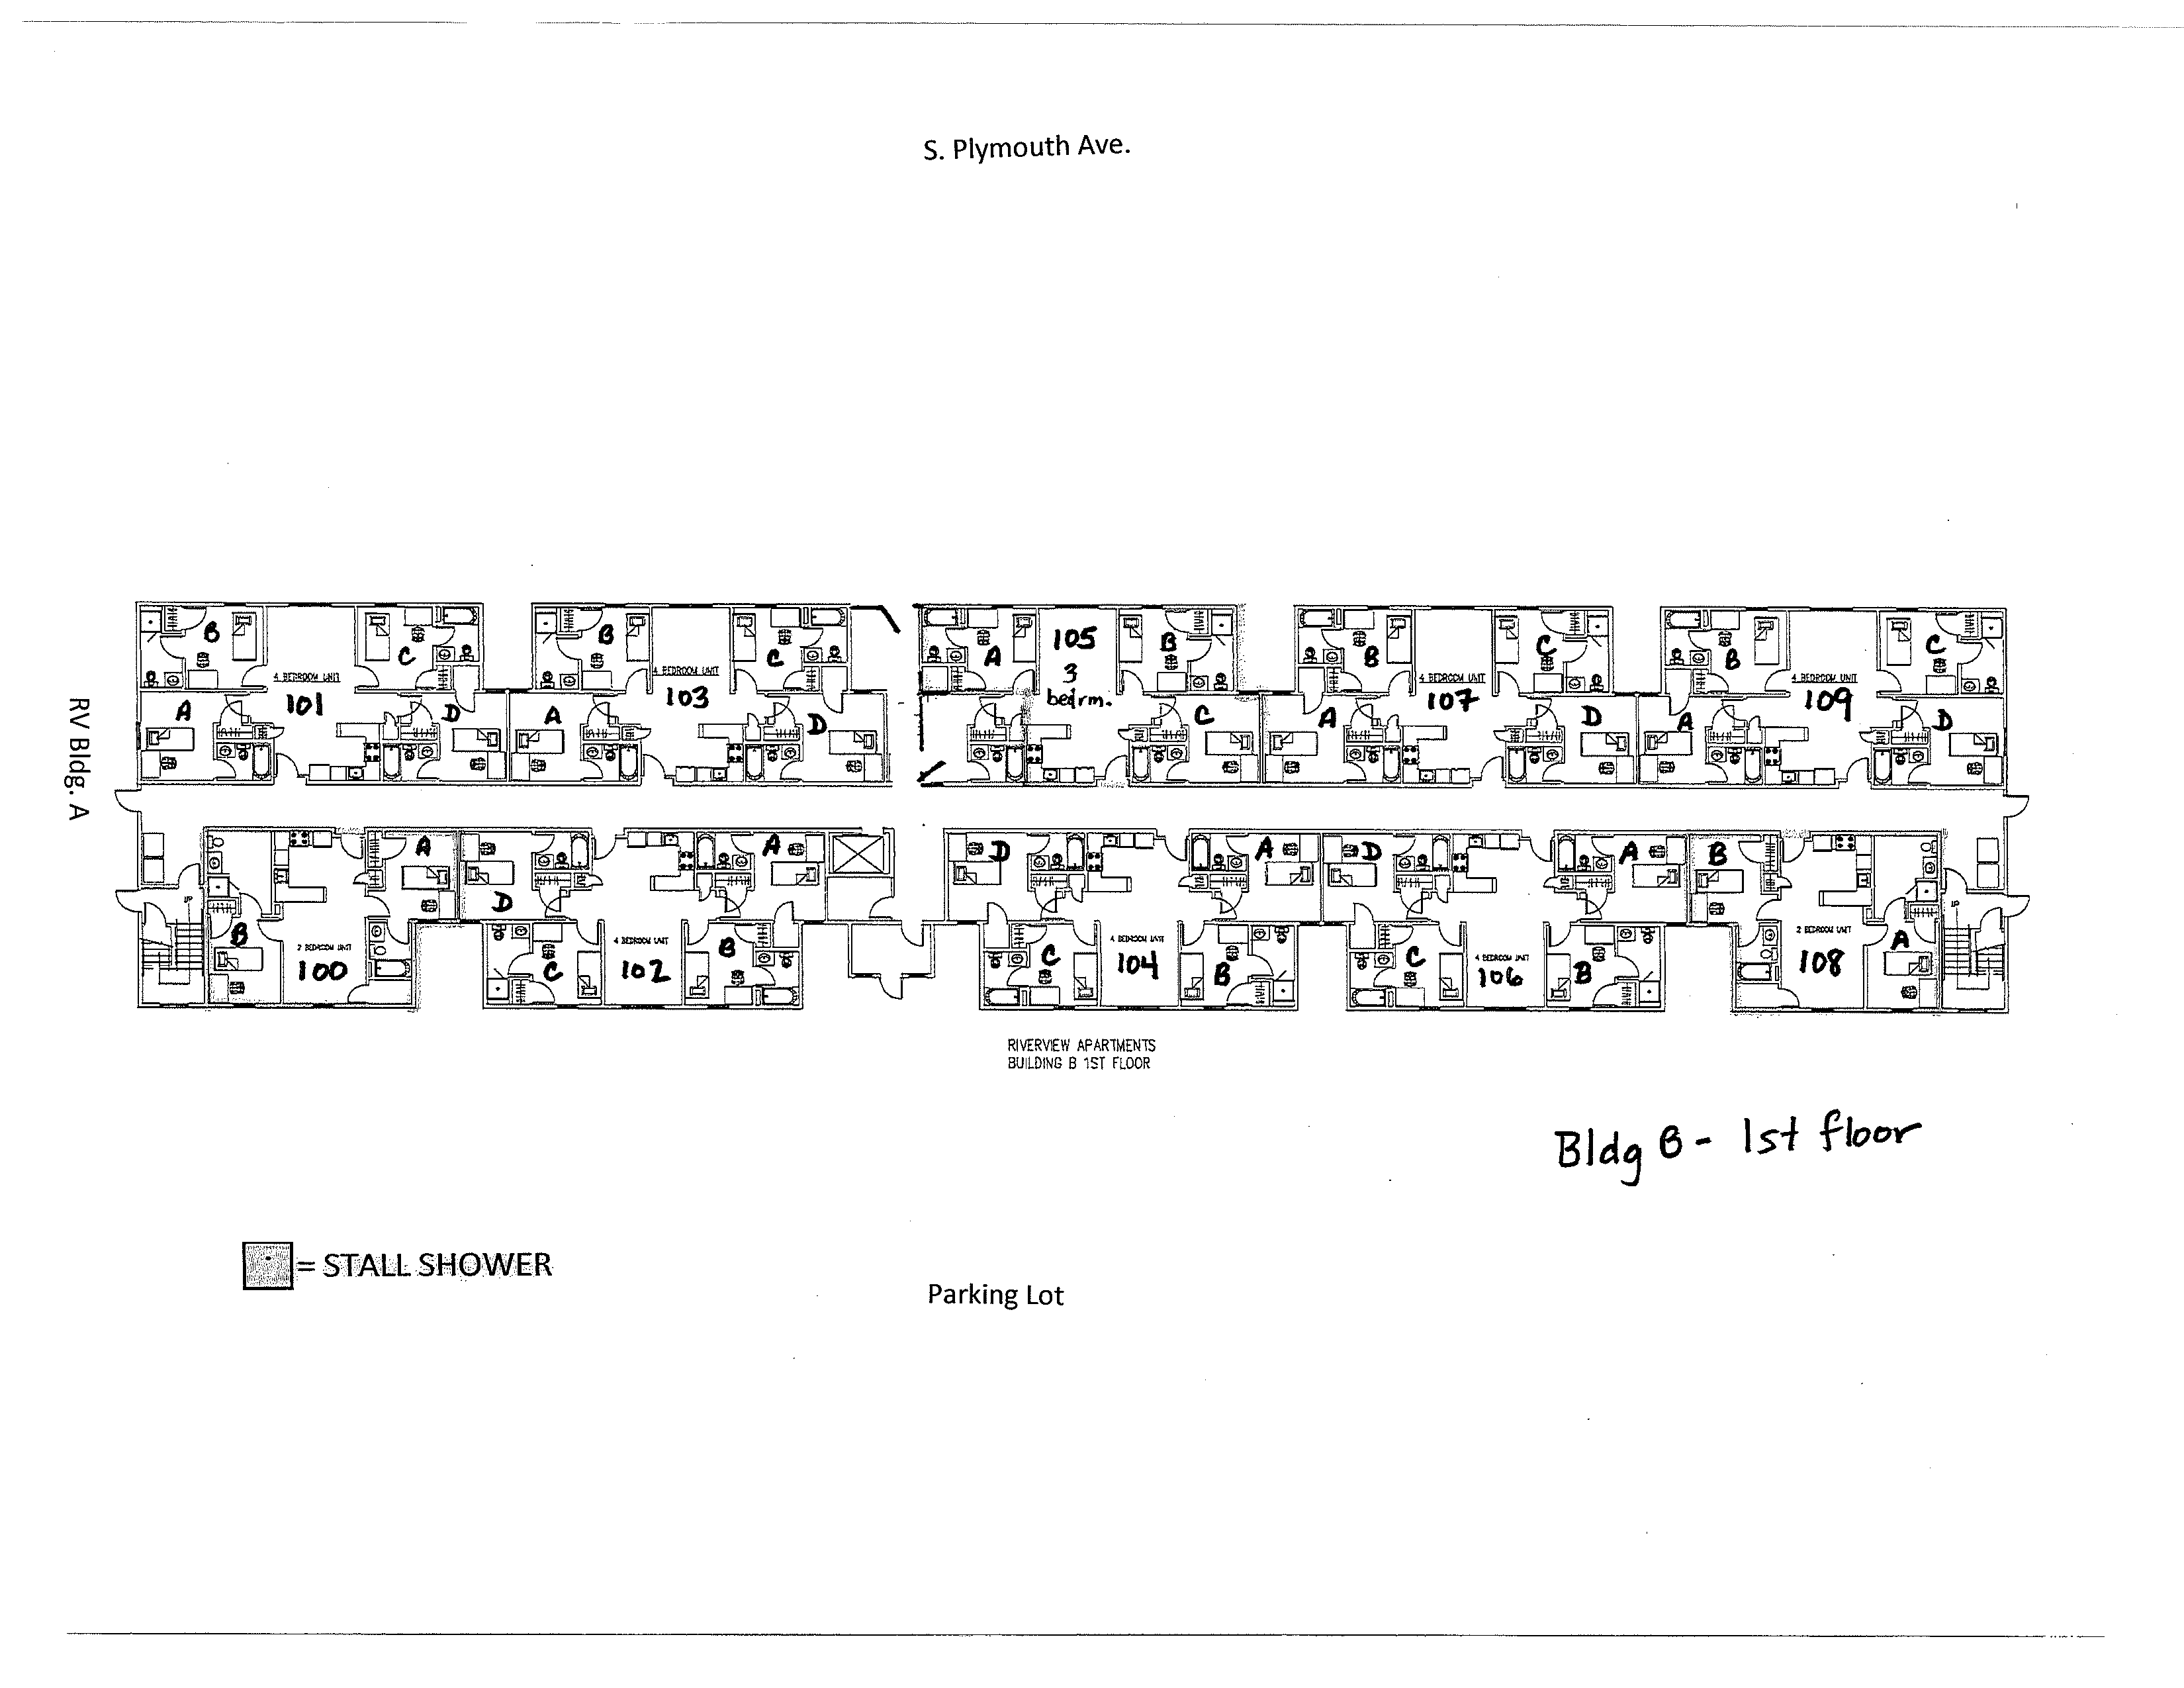 S. Plymouth Ave.
RV Bldg. A
B
C
B
C
A
105
B
3
bedrm.
B
C
B
C
4 BEDROOM UNIT
4 BEDROOM UNIT
4 BEDROOM UNIT
4 BEDROOM UNIT
A
101
D
A
103
D
C
A
107
D
A
109
D
A
D
A
D
A
D
A
B
D
UP
UP
B
2 BEDROOM UNIT
100
C
4 BEDROOM UNIT
102
B
C
4 BEDROOM UNIT
104
B
C
4 BEDROOM UNIT
106
B
2 BEDROOM UNIT
108
A
RIVERVIEW APARTMENTS
BUILDING B 1ST FLOOR
Bldg B - 1st floor
= STALL SHOWER
Parking Lot